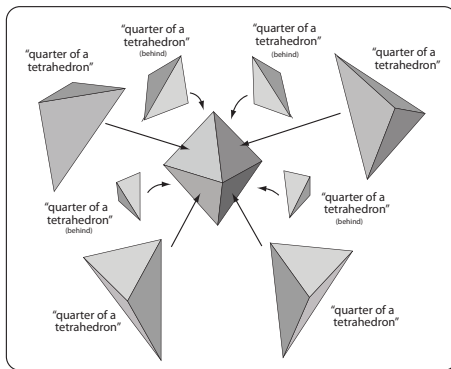 “quarter of a
tetrahedron”
“quarter of a
tetrahedron”
(behind)
“quarter of a
tetrahedron”
(behind)
“quarter of a
tetrahedron”
“quarter of a
tetrahedron”
(behind)
“quarter of a
tetrahedron”
(behind)
“quarter of a
tetrahedron”
“quarter of a
tetrahedron”